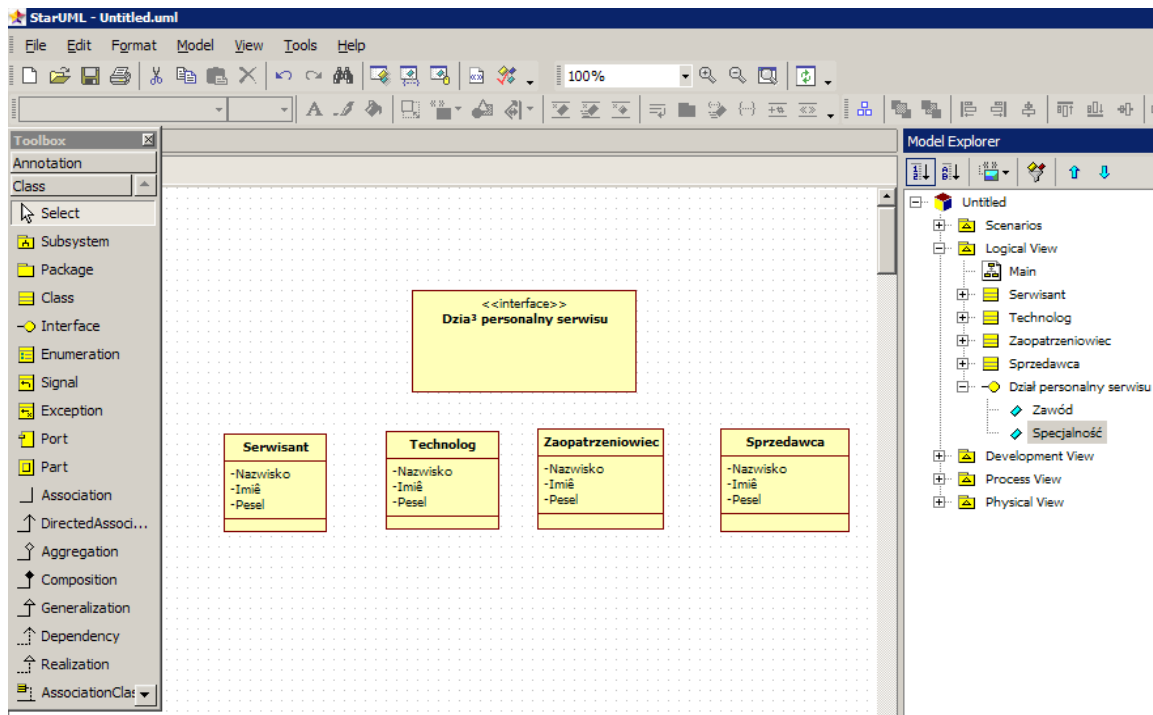 StarUML - Untitled.uml
File Edit Format Model View Tools Help
100%
Toolbox
Annotation
Class
Select
Subsystem
Package
Class
Interface
Enumeration
Signal
Exception
Port
Part
Association
DirectedAssoci...
Aggregation
Composition
Generalization
Dependency
Realization
AssociationClas
<<interface>>
Dzia³ personalny serwisu
Serwisant
-Nazwisko
-Imiê
-Pesel
Technolog
-Nazwisko
-Imiê
-Pesel
Zaopatrzeniowiec
-Nazwisko
-Imiê
-Pesel
Sprzedawca
-Nazwisko
-Imiê
-Pesel
Model Explorer
Untitled
Scenarios
Logical View
Main
Serwisant
Technolog
Zaopatrzeniowiec
Sprzedawca
Dział personalny serwisu
Zawód
Specjalność
Development View
Process View
Physical View